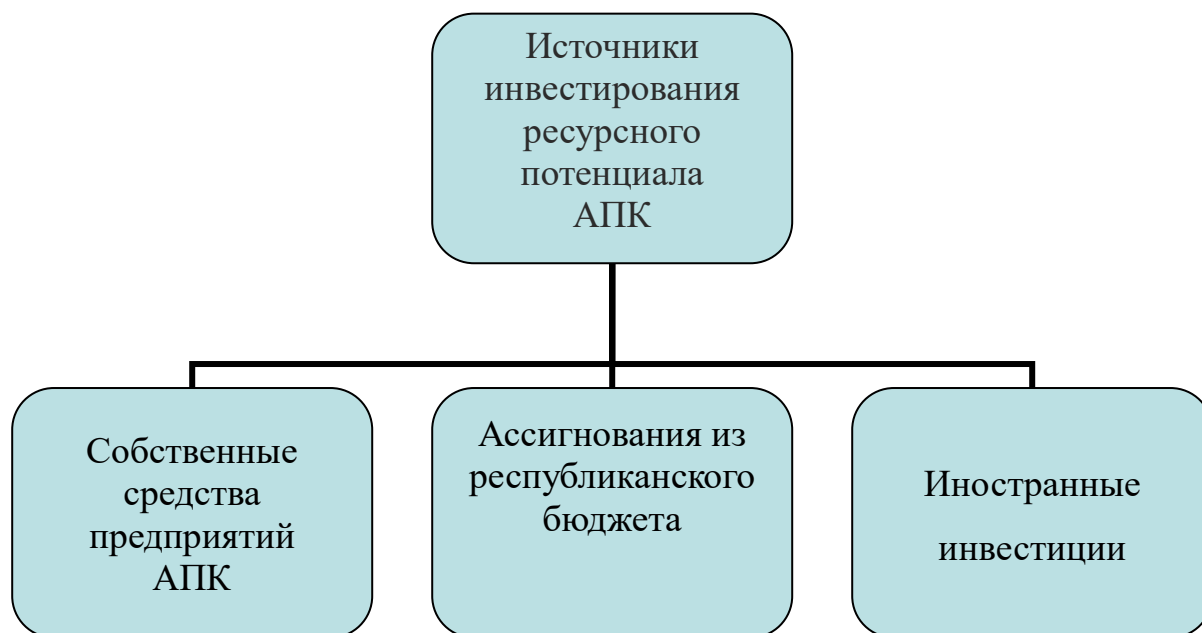 Источники
инвестирования
ресурсного
потенциала
АПК
Собственные
средства
предприятий
АПК
Ассигнования из
республиканского
бюджета
Иностранные
инвестиции